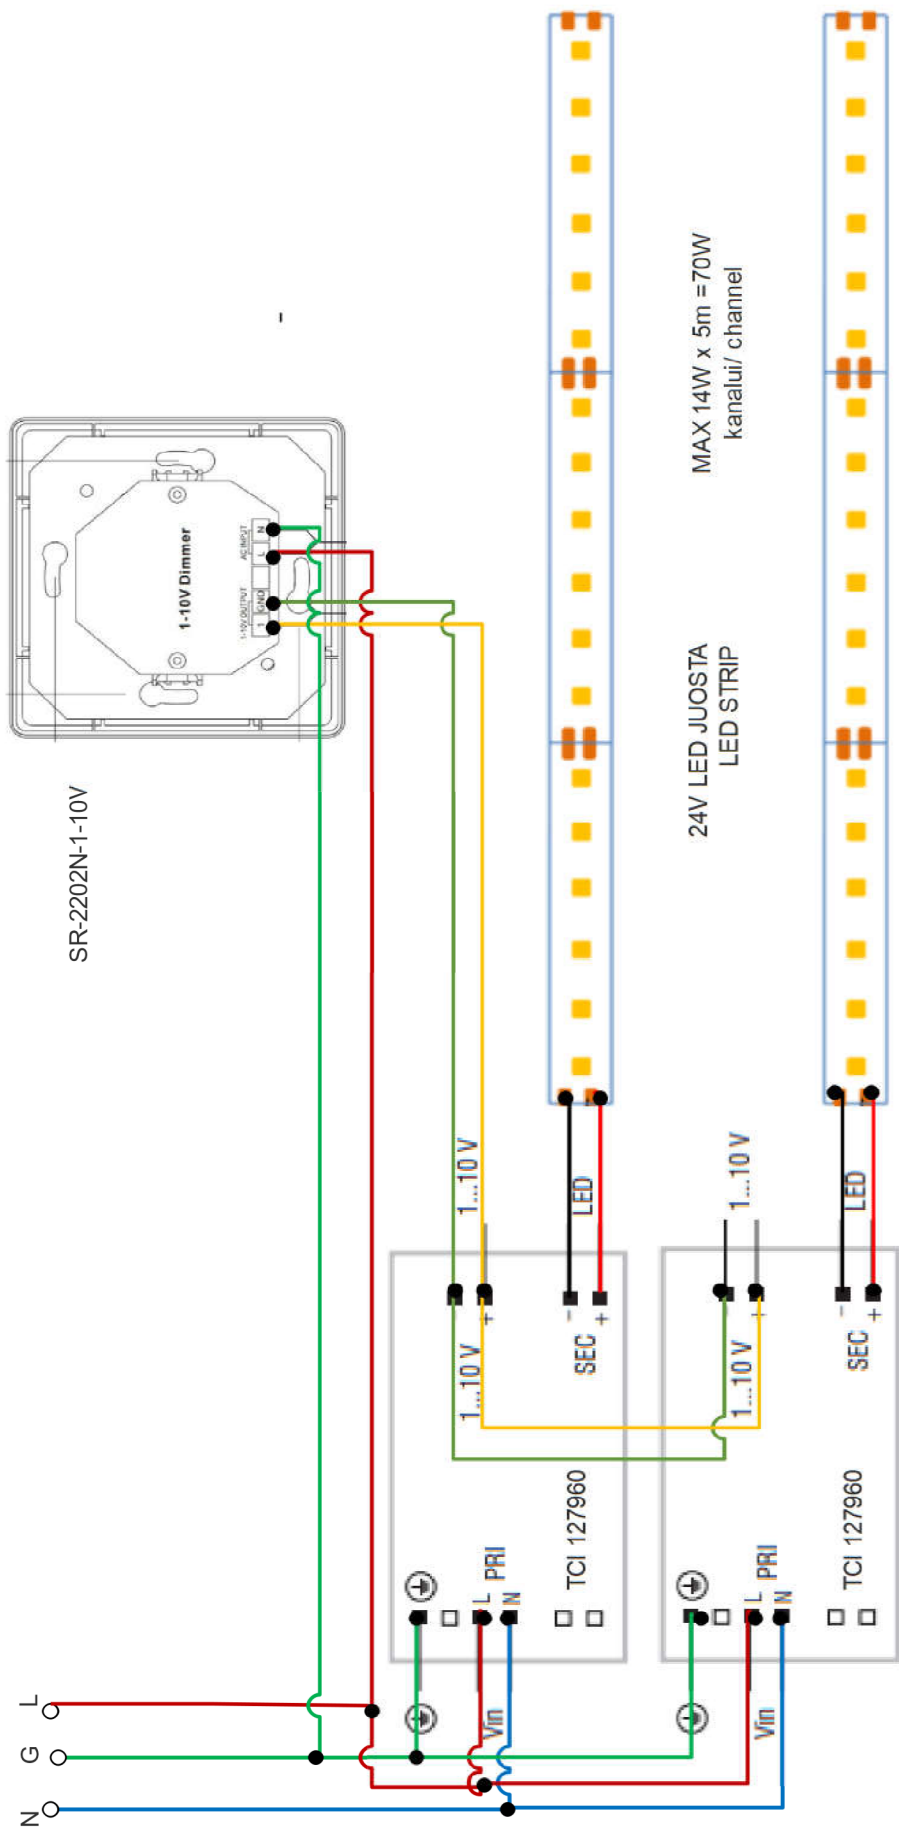 SR-2202N-1-10V
1-10V Dimmer
1-10V OUTPUT
AC INPUT
1
GND
L
N
-
24V LED JUOSTA
LED STRIP
MAX 14W x 5m =70W
kanalui/ channel
N
G
L
Vin
L
N
PRI
TCI 127960
1...10 V
+
1...10 V
SEC
-
+
LED
Vin
L
N
PRI
TCI 127960
1...10 V
+
1...10 V
SEC
-
+
LED